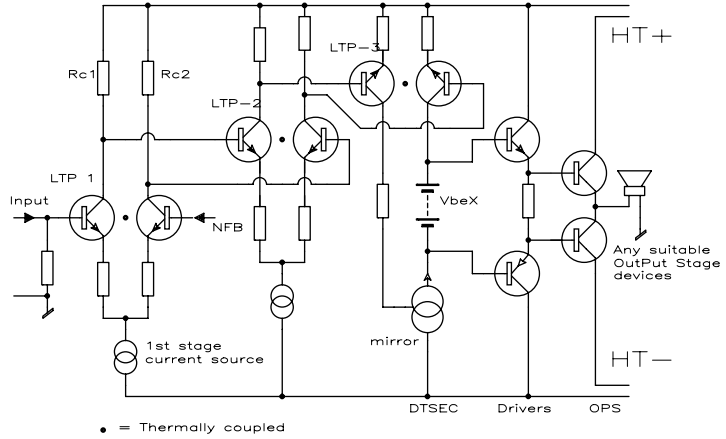 HT+
LTP-3
Rc1
Rc2
LTP-2
LTP 1
Input
NFB
VbeX
Any suitable
OutPut Stage
devices
1st stage
current source
mirror
HT-
DTSEC
Drivers
OPS
• = Thermally coupled